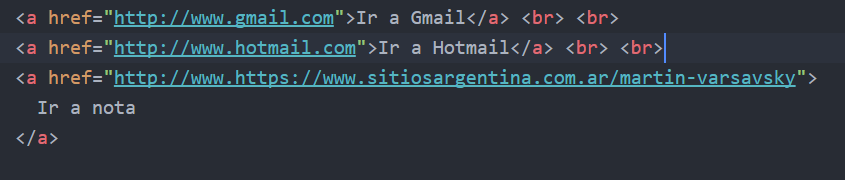 <a href="http://www.gmail.com">Ir a Gmail</a> <br> <br>
<a href="http://www.hotmail.com">Ir a Hotmail</a> <br> <br>
<a href="http://www.https://www.sitiosargentina.com.ar/martin-varsavsky">
Ir a nota
</a>